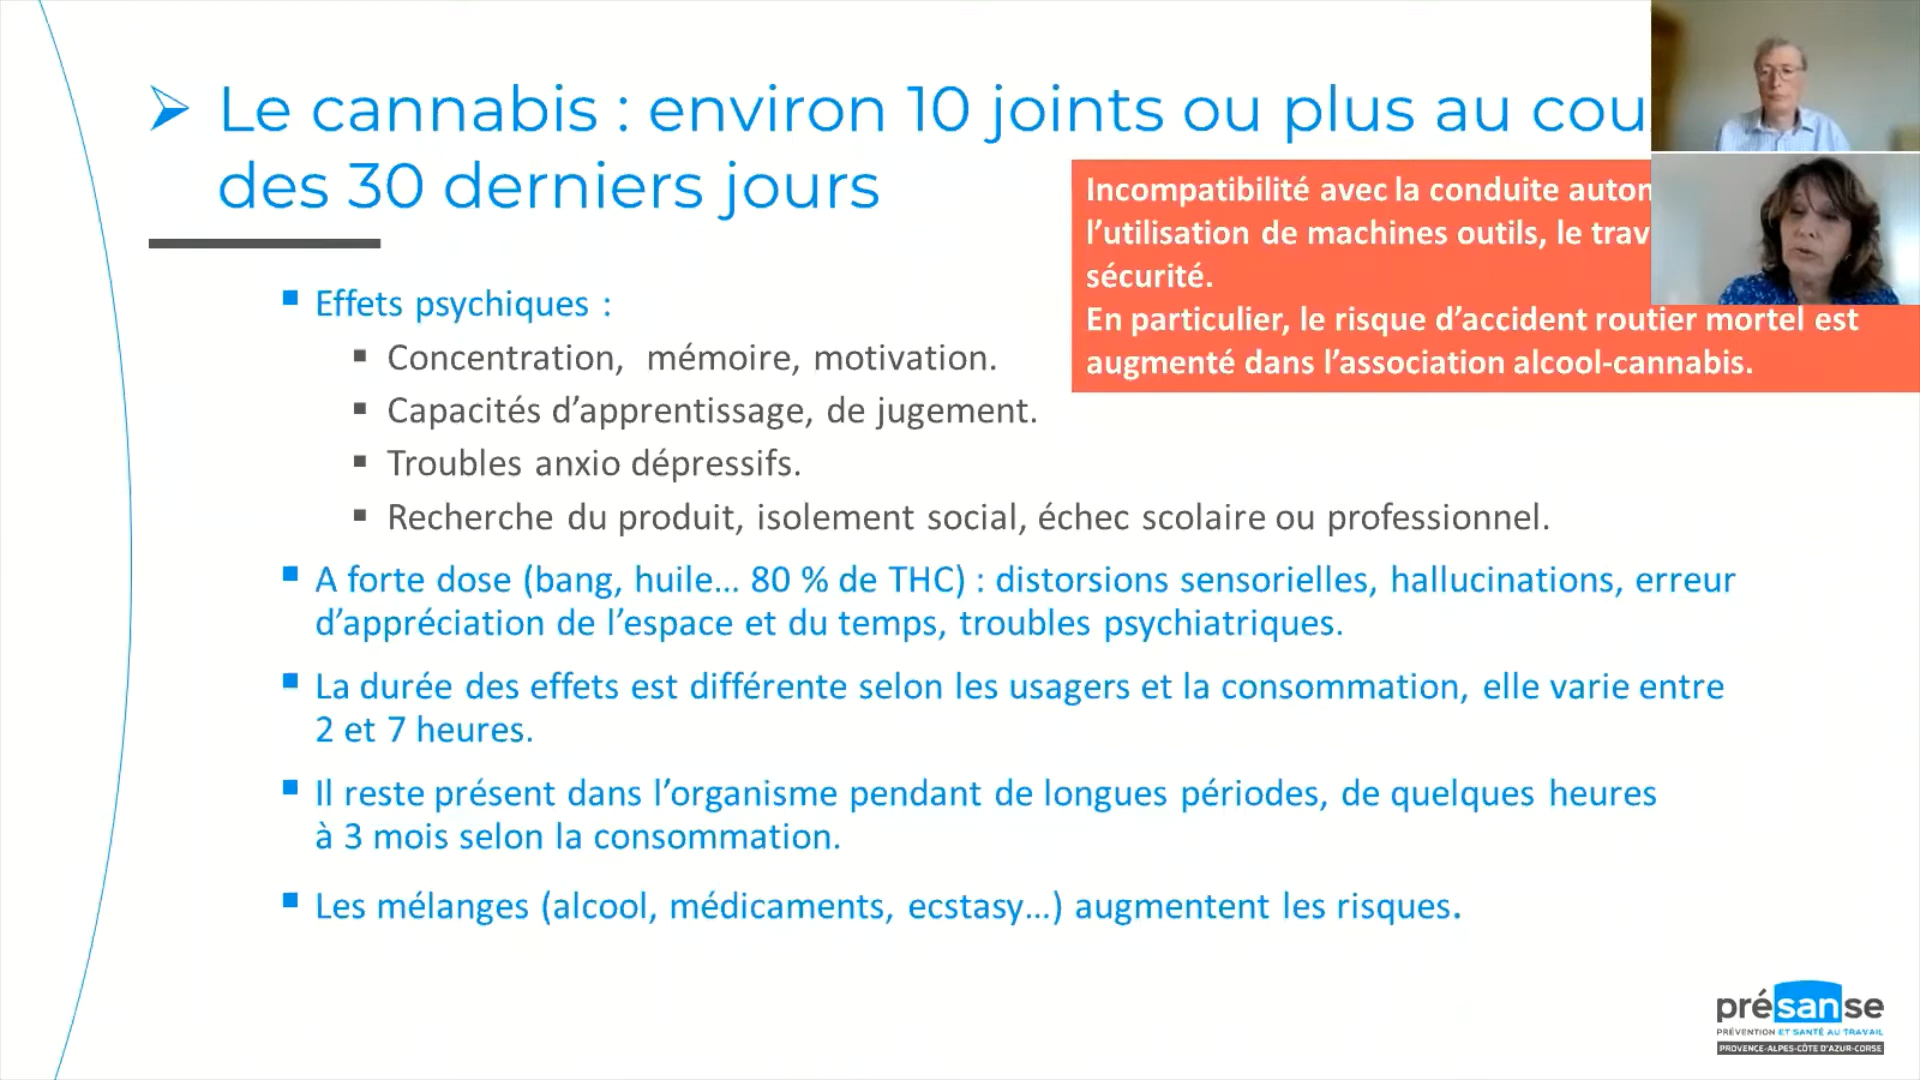 Le cannabis : environ 10 joints ou plus au
des 30 derniers jours
Incompatibilité avec la conduite
l’utilisation de machines outils, le
sécurité.
En particulier, le risque d’accident routier mortel est
augmenté dans l’association alcool-cannabis.
Effets psychiques :
Concentration, mémoire, motivation.
Capacités d’apprentissage, de jugement.
Troubles anxio dépressifs.
Recherche du produit, isolement social, échec scolaire ou professionnel.
A forte dose (bang, huile... 80 % de THC) : distorsions sensorielles, hallucinations, erreur
d’appréciation de l’espace et du temps, troubles psychiatriques.
La durée des effets est différente selon les usagers et la consommation, elle varie entre
2 et 7 heures.
Il reste présent dans l’organisme pendant de longues périodes, de quelques heures
à 3 mois selon la consommation.
Les mélanges (alcool, médicaments, ecstasy...) augmentent les risques.
présanse
PRÉVENTION ET SANTÉ AU TRAVAIL
PROVENCE-ALPES-CÔTE D'AZUR-CORSE